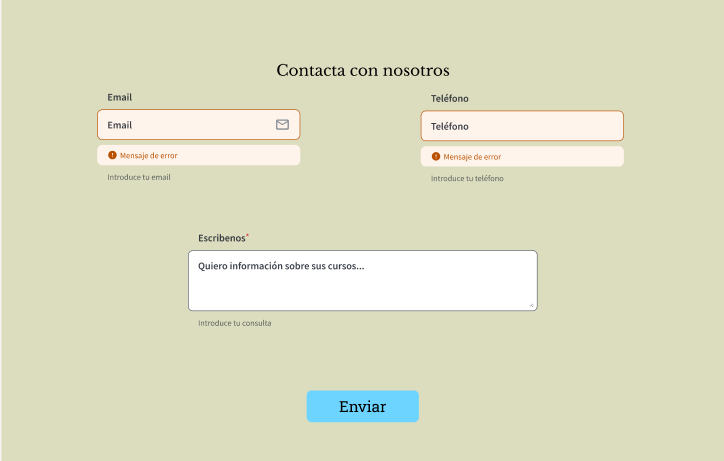 Contacta con nosotros
Email
Teléfono
Email
Teléfono
Mensaje de error
Mensaje de error
Introduce tu email
Introduce tu teléfono
Escribenos*
Quiero información sobre sus cursos...
Introduce tu consulta
Enviar